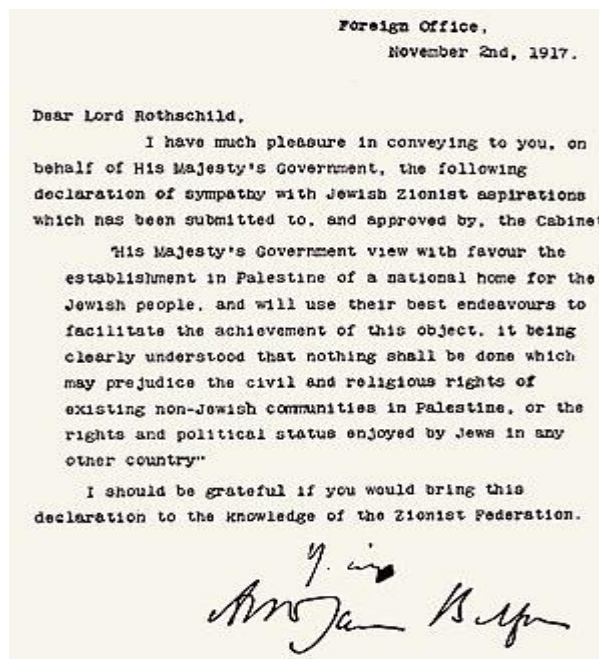 Foreign Office,
November 2nd, 1917.
Dear Lord Rothschild,
I have much pleasure in conveying to you, on
behalf of His Majesty's Government, the following
declaration of sympathy with Jewish Zionist aspirations
which has been submitted to, and approved by, the Cabinet
"His Majesty's Government view with favour the
establishment in Palestine of a national home for the
Jewish people, and will use their best endeavours to
facilitate the achievement of this object, it being
clearly understood that nothing shall be done which
may prejudice the civil and religious rights of
existing non-Jewish communities in Palestine, or the
rights and political status enjoyed by Jews in any
other country"
I should be grateful if you would bring this
declaration to the knowledge of the Zionist Federation.